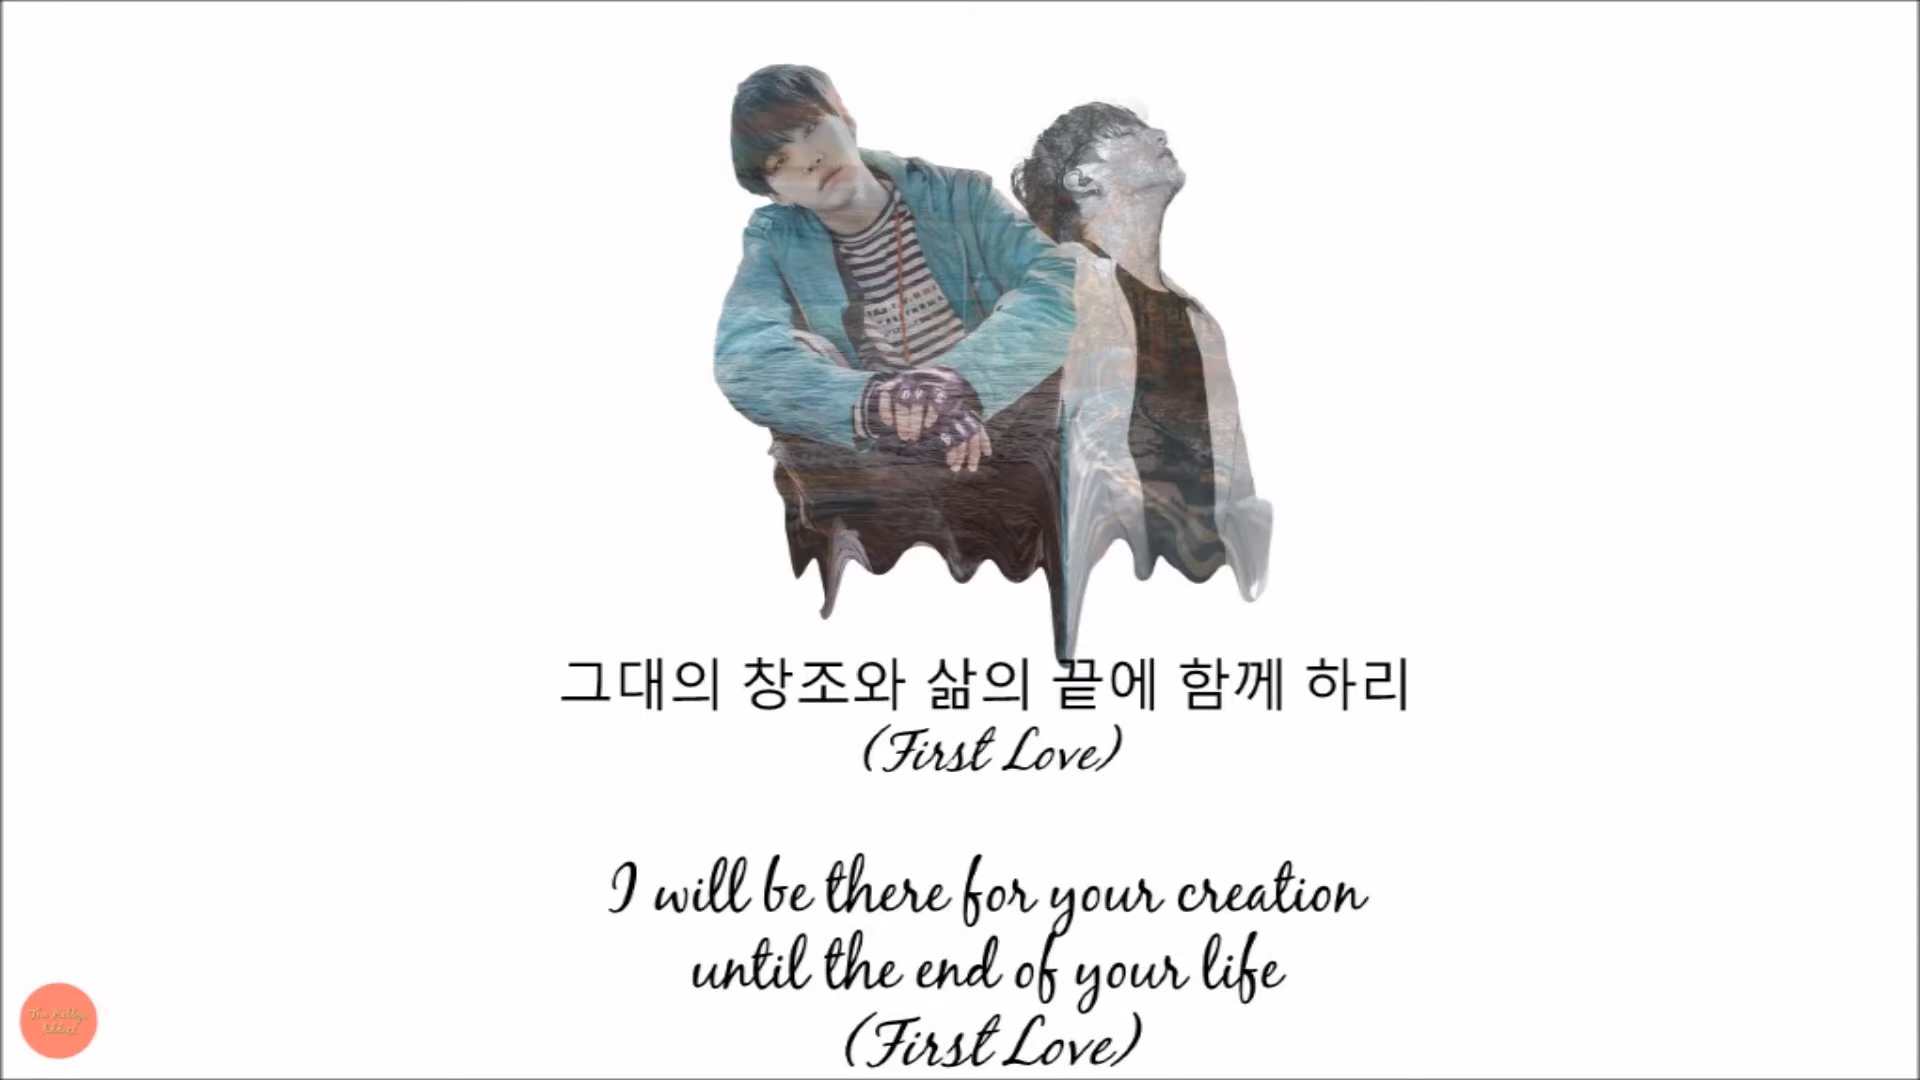 그대의 창조와 삶의 끝에 함께 하리
(First Love)
I will be there for your creation
until the end of your life
(First Love)